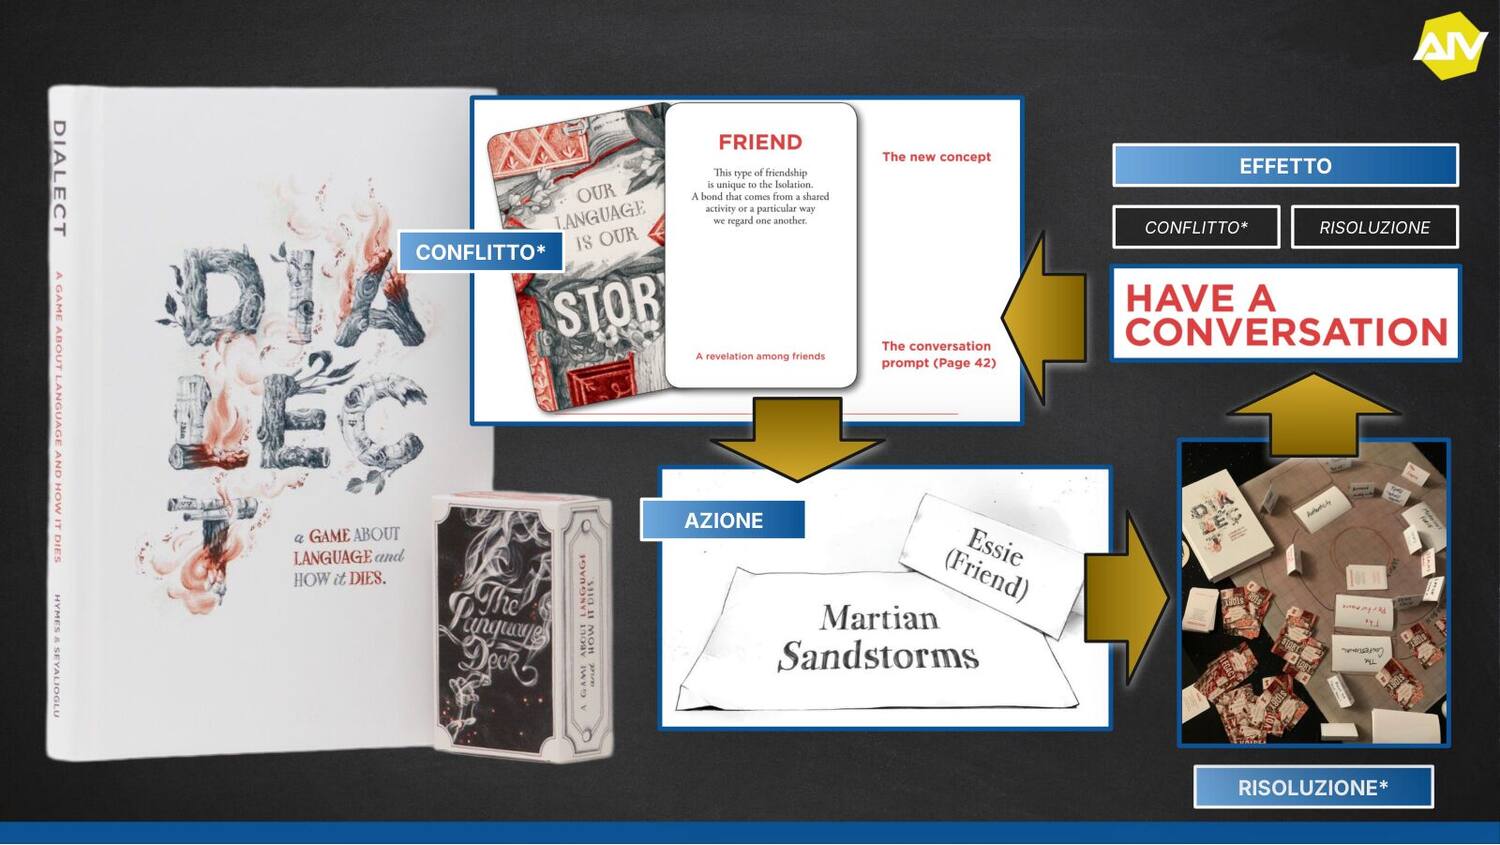 AIV
DIALECT
A GAME ABOUT LANGUAGE AND HOW IT DIES
HYMES & SEYALIOGLU
DIA
LEC
T
a GAME ABOUT
LANGUAGE and
HOW it DIES.
The
Language
Deck
A GAME ABOUT LANGUAGE
and HOW IT DIES.
CONFLITTO*
OUR
LANGUAGE
IS OUR
STOR
FRIEND
This type of friendship
is unique to the Isolation.
A bond that comes from a shared
activity or a particular way
we regard one another.
A revelation among friends
The new concept
The conversation
prompt (Page 42)
AZIONE
Essie
(Friend)
Martian
Sandstorms
EFFETTO
CONFLITTO*
RISOLUZIONE
HAVE A
CONVERSATION
RISOLUZIONE*